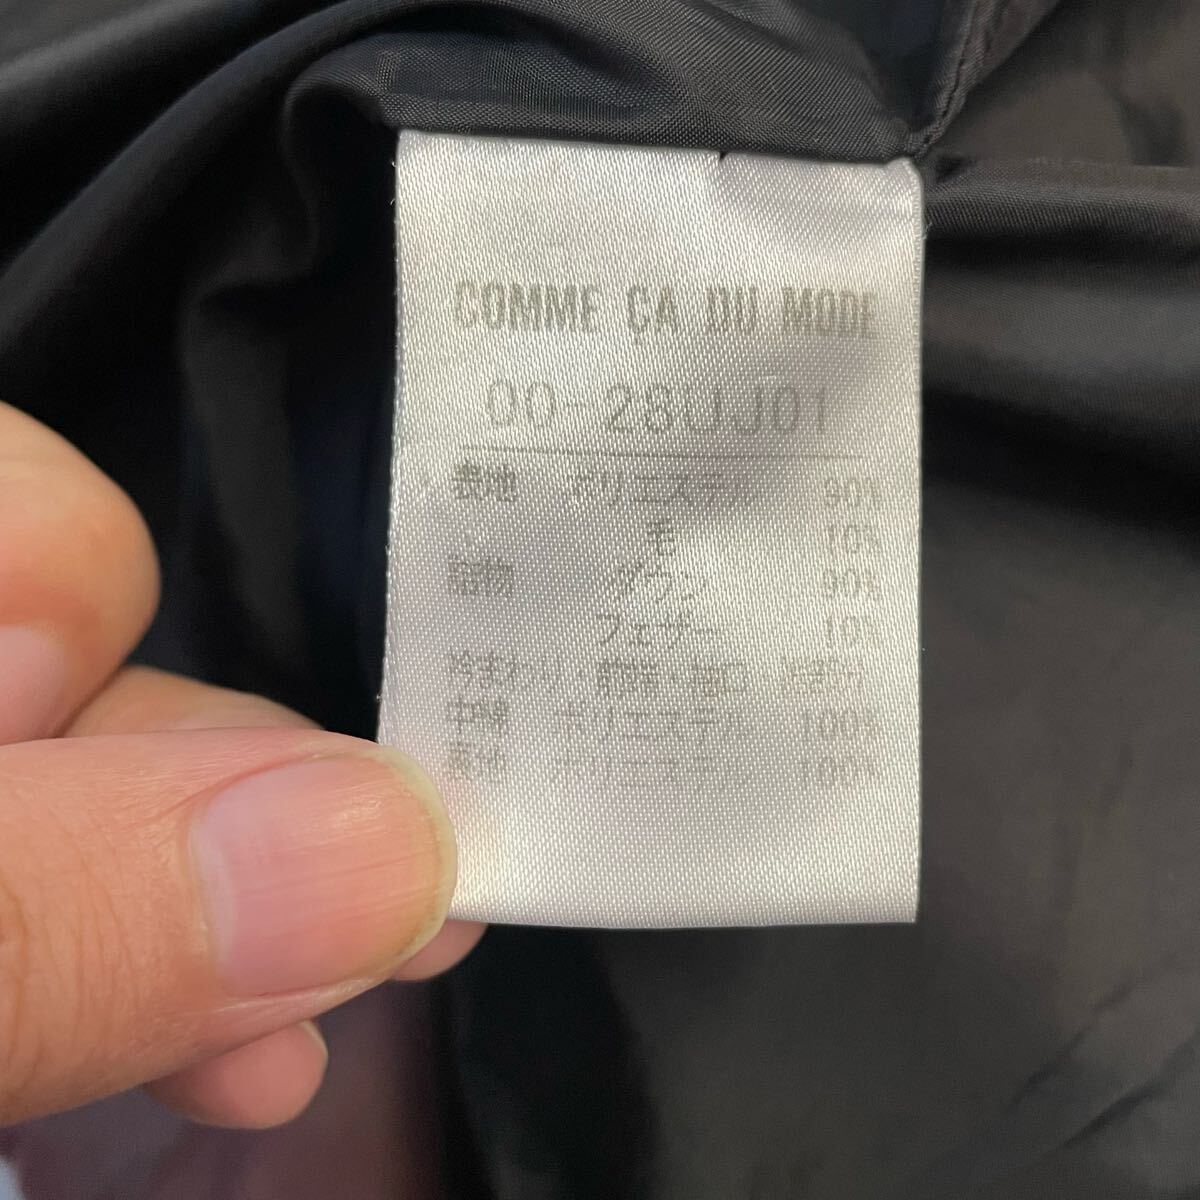 COMME ÇA DU MODE
00-28UJ01
表地 ポリエステル 90%
毛 10%
詰物 ダウン 90%
フェザー 10%
中綿 ポリエステル 100%
裏地 ポリエステル 100%